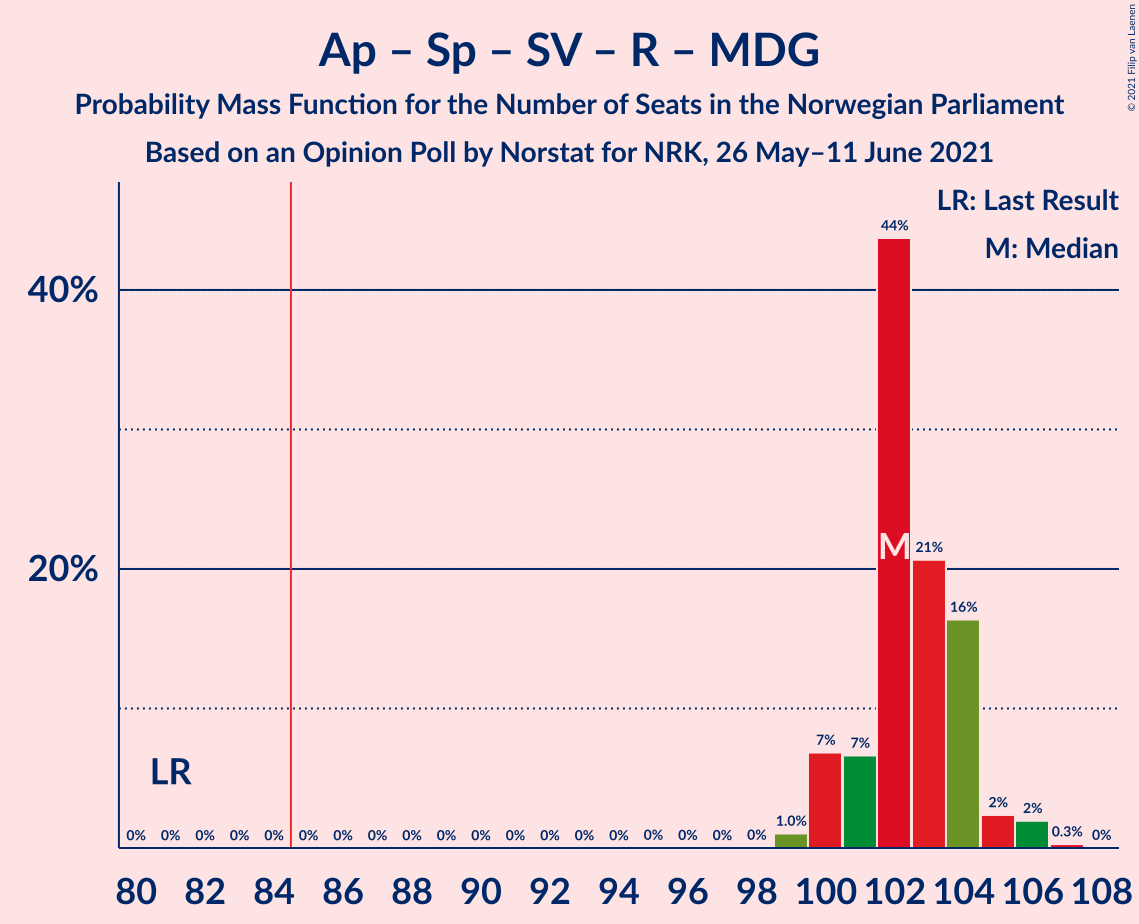 Ap – Sp – SV – R – MDG
Probability Mass Function for the Number of Seats in the Norwegian Parliament
Based on an Opinion Poll by Norstat for NRK, 26 May–11 June 2021
© 2021 Filip van Laenen
LR: Last Result
M: Median
44%
40%
M
21%
20%
16%
7% 7%
LR
2% 2%
1.0% 0.3%
0% 0% 0% 0% 0% 0% 0% 0% 0% 0% 0% 0% 0% 0% 0% 0% 0% 0% 0% 0%
80 82 84 86 88 90 92 94 96 98 100 102 104 106 108